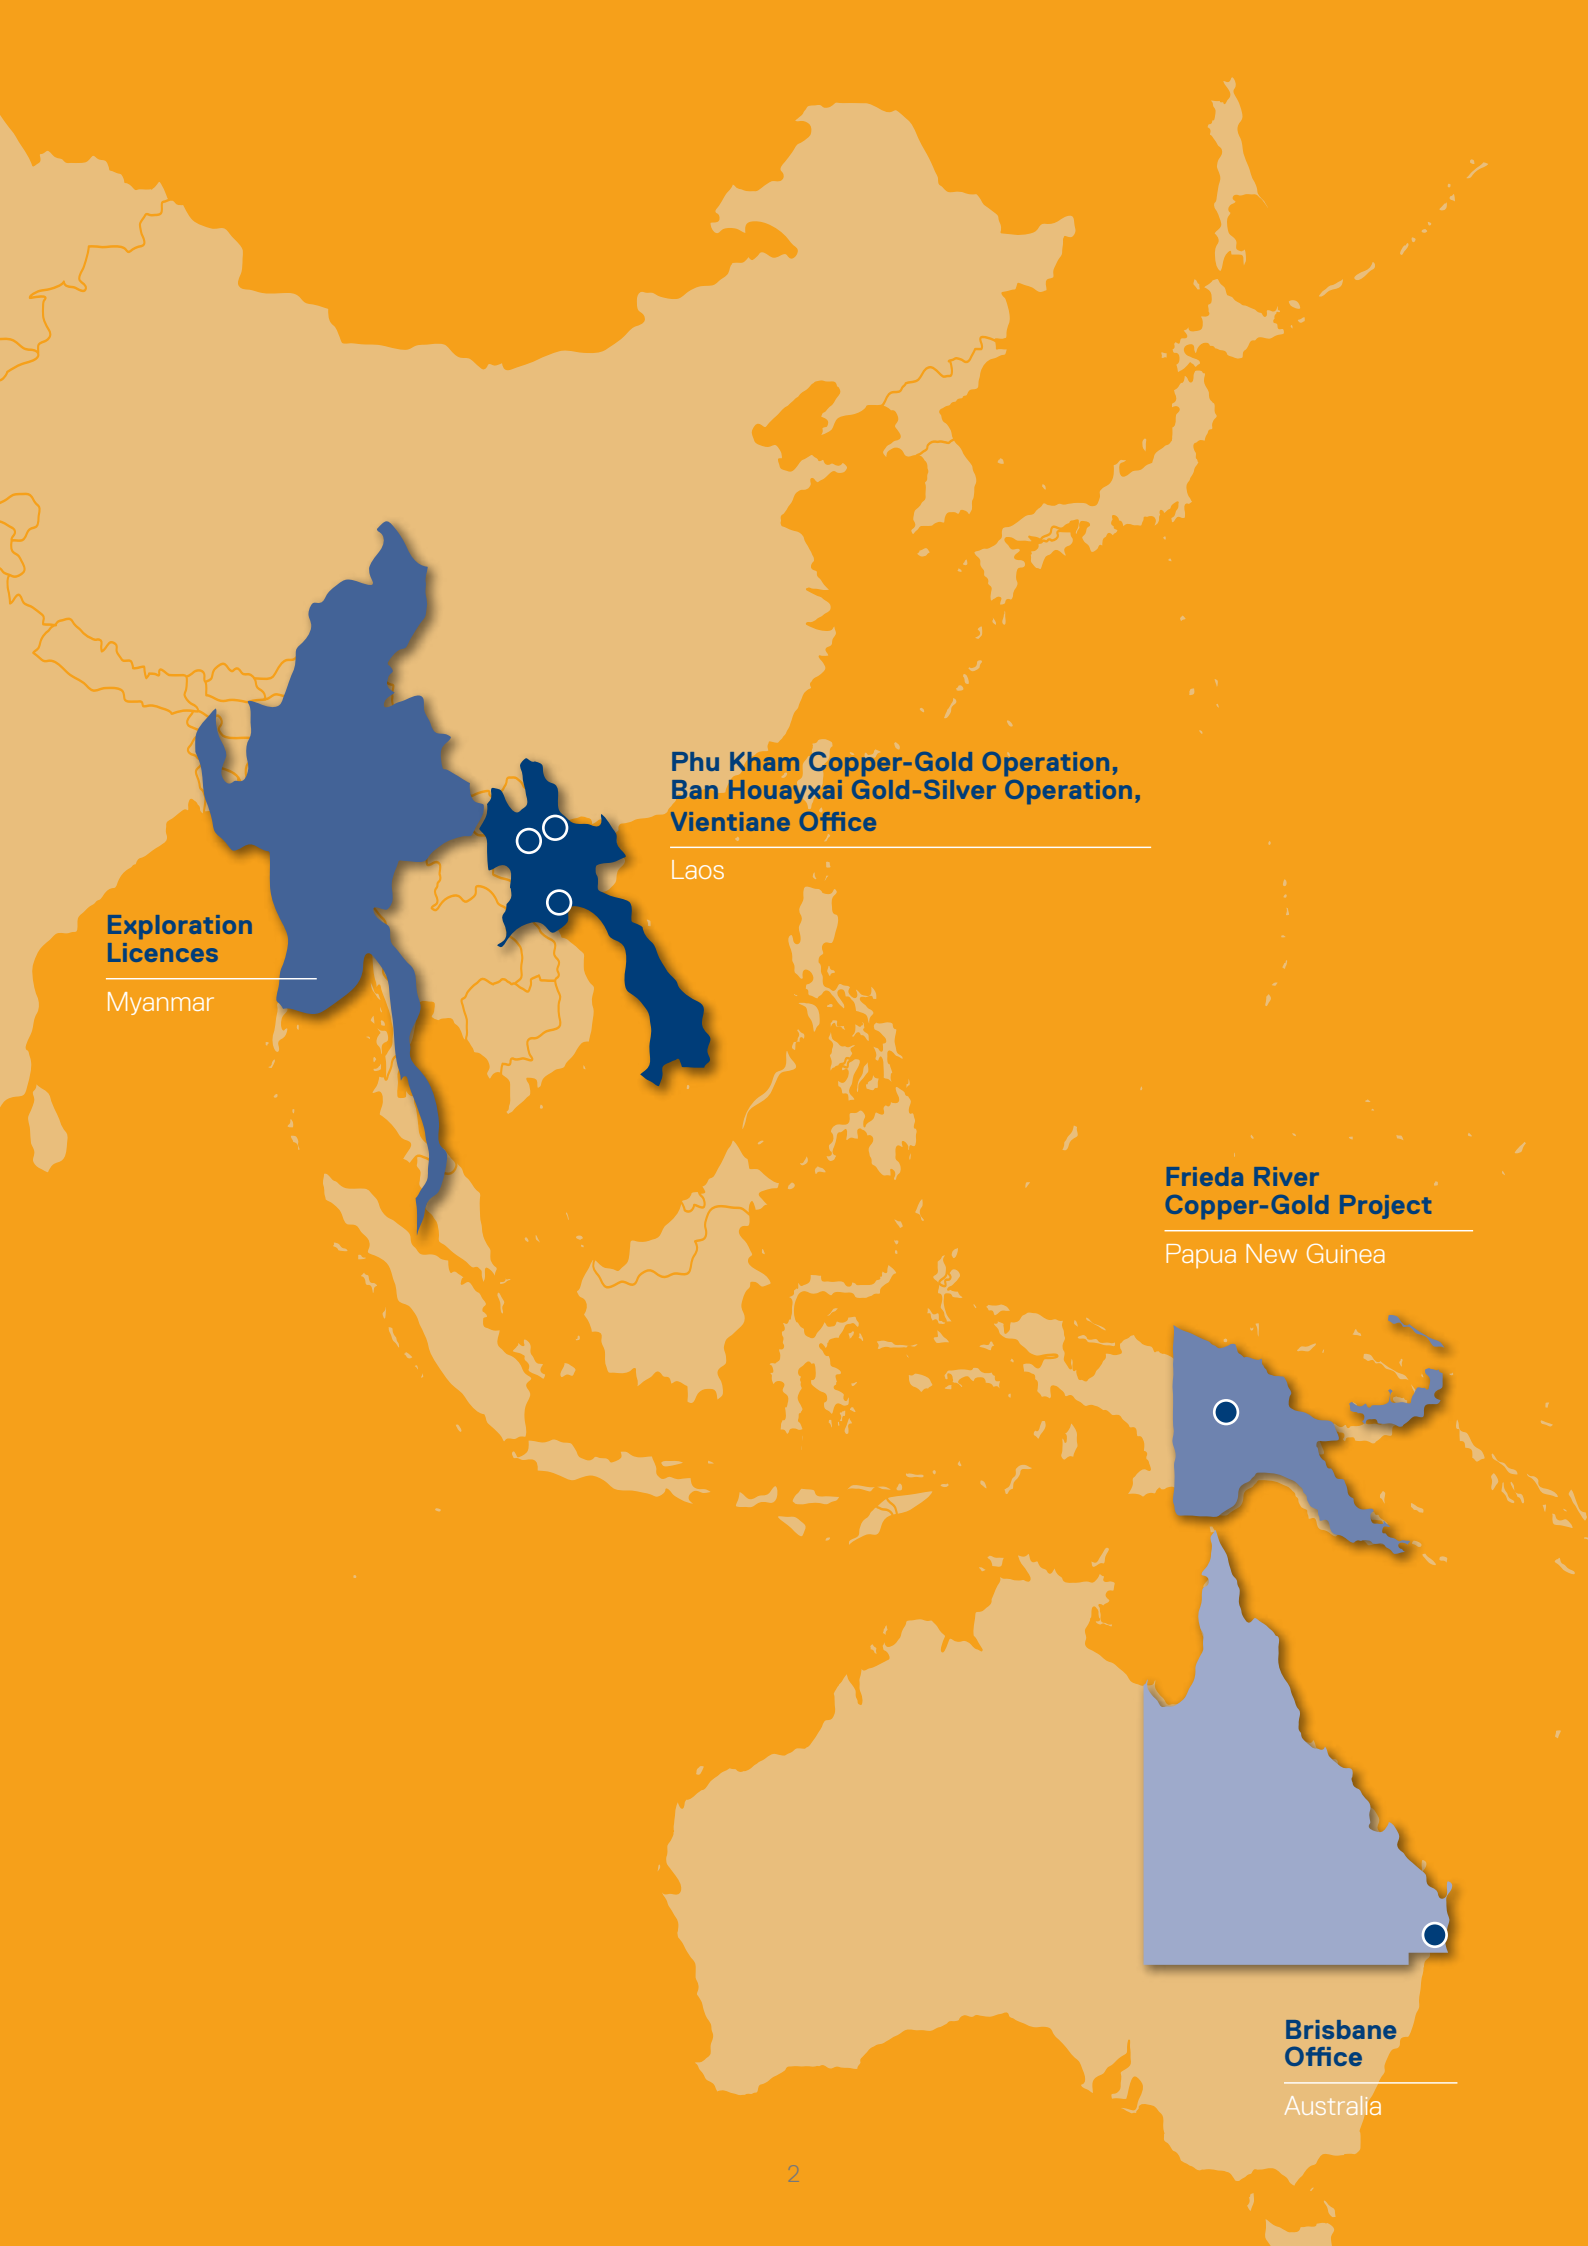 Phu Kham Copper-Gold Operation,
Ban Houayxai Gold-Silver Operation,
Vientiane Office
Laos
Exploration
Licences
Myanmar
Frieda River
Copper-Gold Project
Papua New Guinea
Brisbane
Office
Australia
2